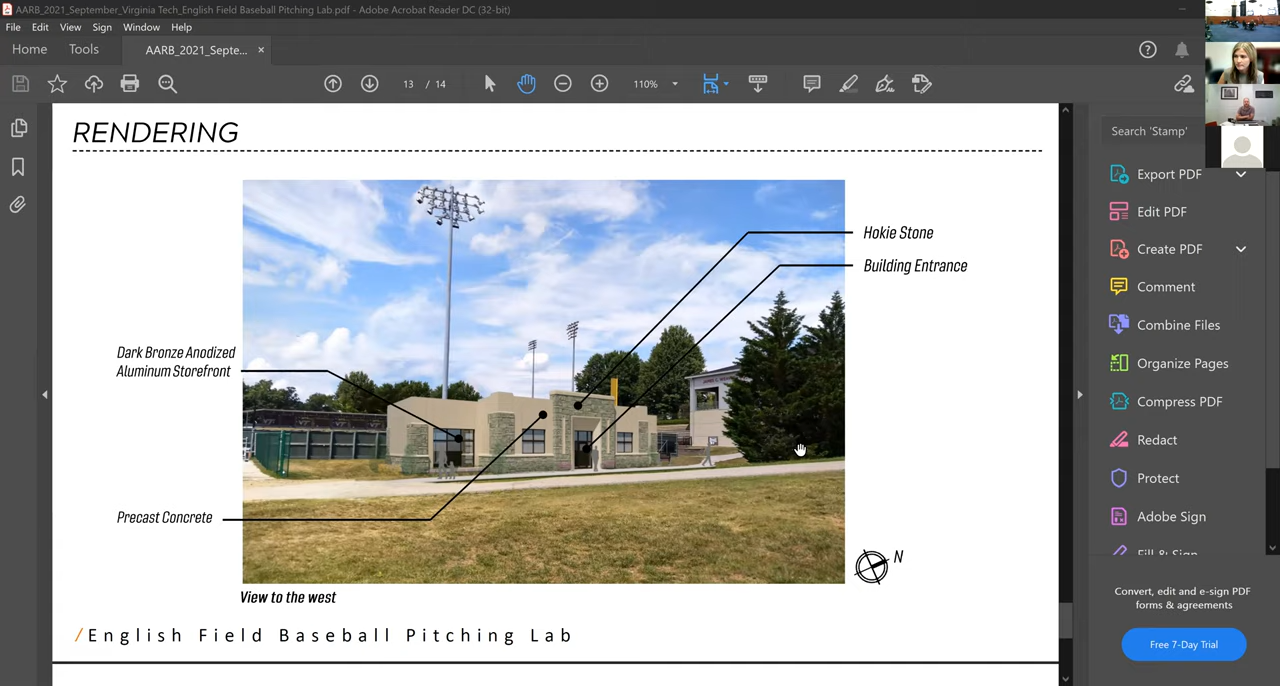 AARB_2021_September_Virginia Tech_English Field Baseball Pitching Lab.pdf - Adobe Acrobat Reader DC (32-bit)
File Edit View Sign Window Help
Home Tools AARB_2021_Septe... ×
13 / 14 110%
Search 'Stamp'
RENDERING
Hokie Stone
Building Entrance
Dark Bronze Anodized
Aluminum Storefront
Precast Concrete
N
View to the west
/English Field Baseball Pitching Lab
Export PDF
Edit PDF
Create PDF
Comment
Combine Files
Organize Pages
Compress PDF
Redact
Protect
Adobe Sign
Fill & Sign
Convert, edit and e-sign PDF
forms & agreements
Free 7-Day Trial